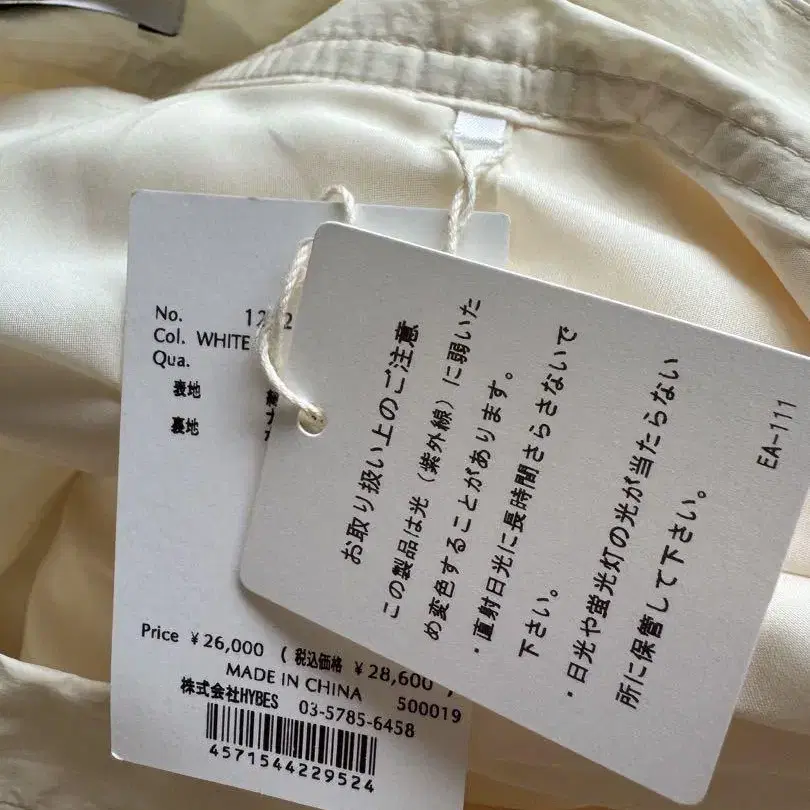 No. 12 2
Col. WHITE
Qua.
表地
裏地
Price ¥26,000 (税込価格 ¥28,600)
MADE IN CHINA 500019
株式会社HYBES 03-5785-6458
4571544229524
お取り扱い上のご注意
この製品は光（紫外線）に弱いた
め変色することがあります。
・直射日光に長時間さらさないで
下さい。
・日光や蛍光灯の光が当たらない
所に保管して下さい。
EA-111